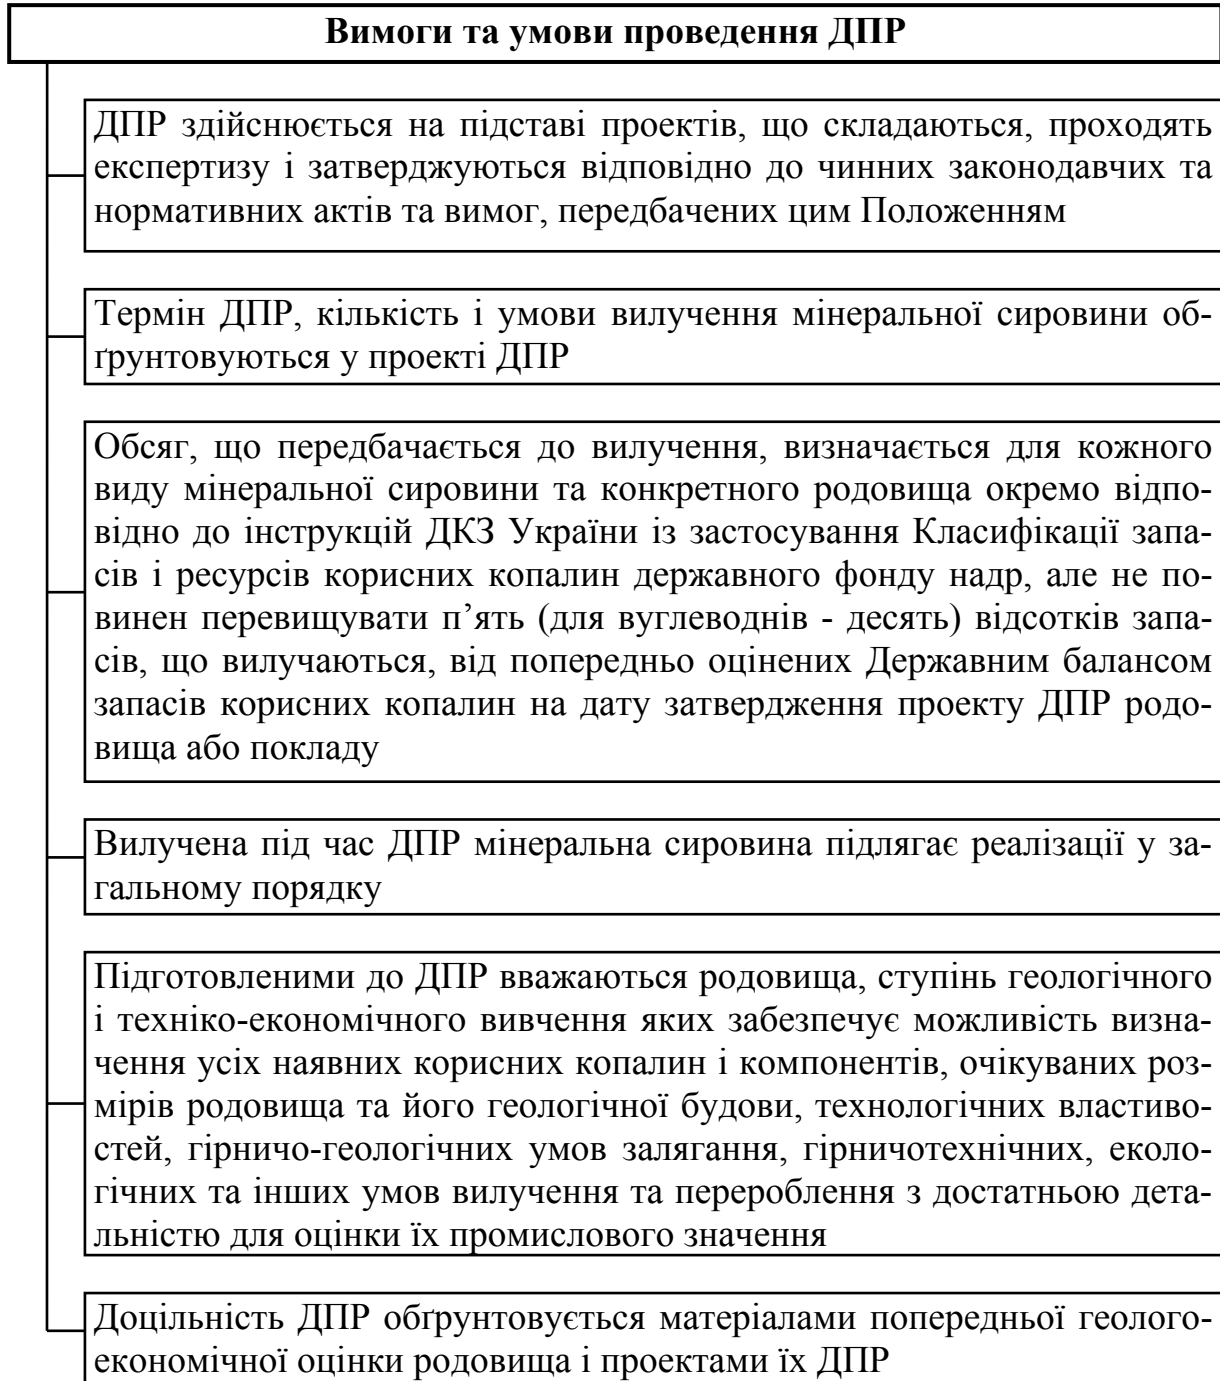 Вимоги та умови проведення ДПР
ДПР здійснюється на підставі проектів, що складаються, проходять
експертизу і затверджуються відповідно до чинних законодавчих та
нормативних актів та вимог, передбачених цим Положенням
Термін ДПР, кількість і умови вилучення мінеральної сировини об-
ґрунтовуються у проекті ДПР
Обсяг, що передбачається до вилучення, визначається для кожного
виду мінеральної сировини та конкретного родовища окремо відпо-
відно до інструкцій ДКЗ України із застосування Класифікації запа-
сів і ресурсів корисних копалин державного фонду надр, але не по-
винен перевищувати п’ять (для вуглеводнів - десять) відсотків запа-
сів, що вилучаються, від попередньо оцінених Державним балансом
запасів корисних копалин на дату затвердження проекту ДПР родо-
вища або покладу
Вилучена під час ДПР мінеральна сировина підлягає реалізації у за-
гальному порядку
Підготовленими до ДПР вважаються родовища, ступінь геологічного
і техніко-економічного вивчення яких забезпечує можливість визна-
чення усіх наявних корисних копалин і компонентів, очікуваних роз-
мірів родовища та його геологічної будови, технологічних властиво-
стей, гірничо-геологічних умов залягання, гірничотехнічних, еколо-
гічних та інших умов вилучення та перероблення з достатньою дета-
льністю для оцінки їх промислового значення
Доцільність ДПР обґрунтовується матеріалами попередньої геолого-
економічної оцінки родовища і проектами їх ДПР